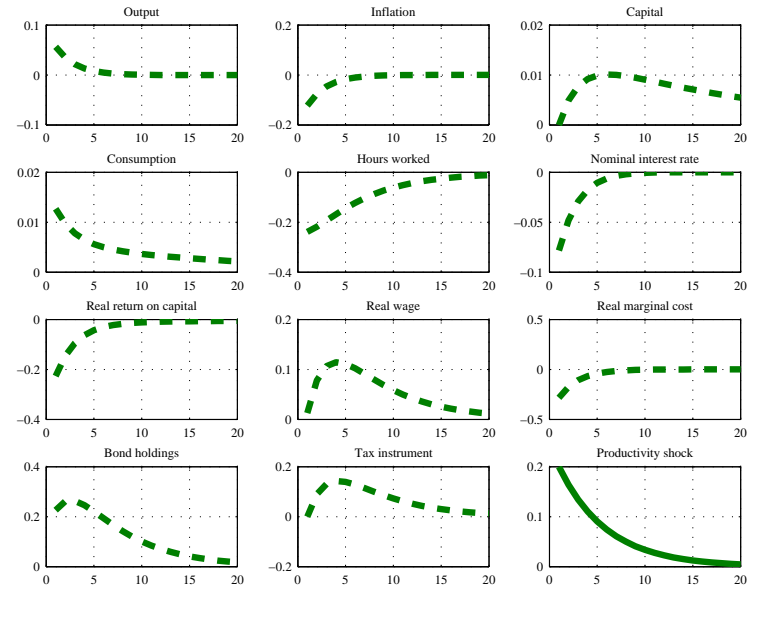 Output
0.1
0
−0.1
0 5 10 15 20
Inflation
0.2
0
−0.2
0 5 10 15 20
Capital
0.02
0.01
0
0 5 10 15 20
Consumption
0.02
0.01
0
0 5 10 15 20
Hours worked
0
−0.2
−0.4
0 5 10 15 20
Nominal interest rate
0
−0.05
−0.1
0 5 10 15 20
Real return on capital
0
−0.2
−0.4
0 5 10 15 20
Real wage
0.2
0.1
0
0 5 10 15 20
Real marginal cost
0.5
0
−0.5
0 5 10 15 20
Bond holdings
0.4
0.2
0
0 5 10 15 20
Tax instrument
0.2
0
−0.2
0 5 10 15 20
Productivity shock
0.2
0.1
0
0 5 10 15 20